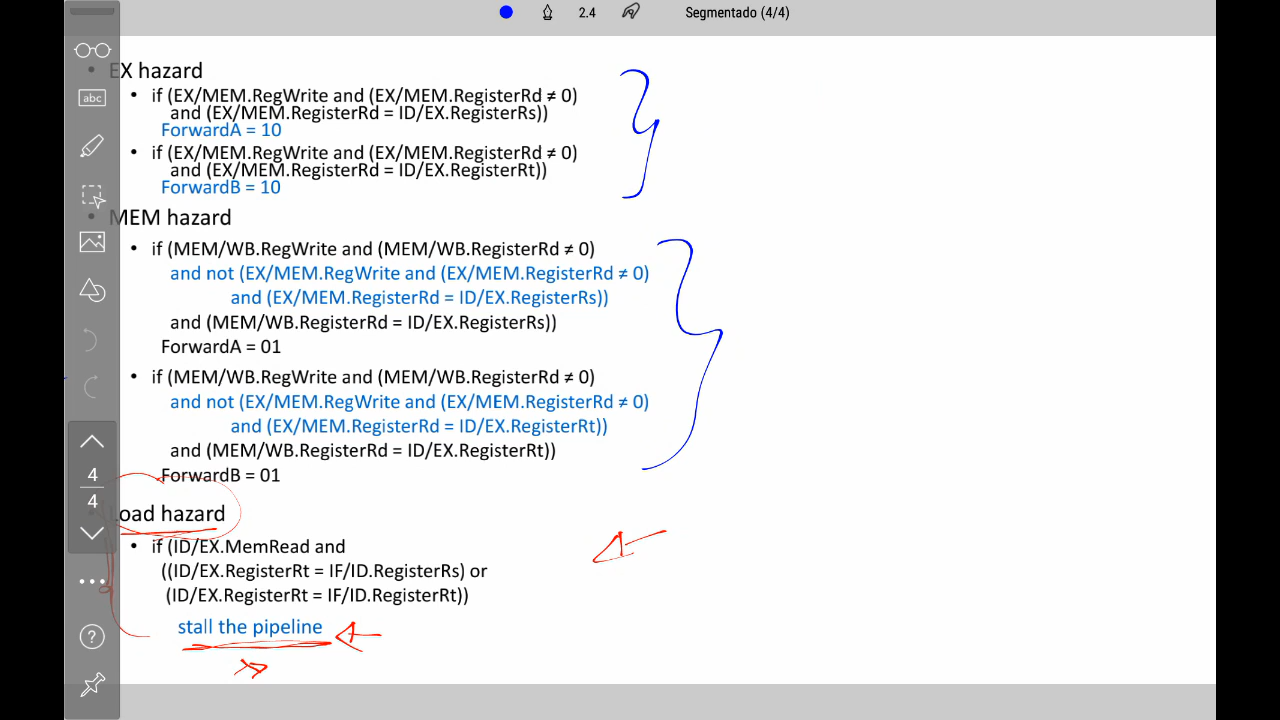 2.4 Segmentado (4/4)
• EX hazard
• if (EX/MEM.RegWrite and (EX/MEM.RegisterRd ≠ 0)
and (EX/MEM.RegisterRd = ID/EX.RegisterRs))
ForwardA = 10
• if (EX/MEM.RegWrite and (EX/MEM.RegisterRd ≠ 0)
and (EX/MEM.RegisterRd = ID/EX.RegisterRt))
ForwardB = 10
• MEM hazard
• if (MEM/WB.RegWrite and (MEM/WB.RegisterRd ≠ 0)
and not (EX/MEM.RegWrite and (EX/MEM.RegisterRd ≠ 0)
and (EX/MEM.RegisterRd = ID/EX.RegisterRs))
and (MEM/WB.RegisterRd = ID/EX.RegisterRs))
ForwardA = 01
• if (MEM/WB.RegWrite and (MEM/WB.RegisterRd ≠ 0)
and not (EX/MEM.RegWrite and (EX/MEM.RegisterRd ≠ 0)
and (EX/MEM.RegisterRd = ID/EX.RegisterRt))
and (MEM/WB.RegisterRd = ID/EX.RegisterRt))
ForwardB = 01
Load hazard
• if (ID/EX.MemRead and
((ID/EX.RegisterRt = IF/ID.RegisterRs) or
(ID/EX.RegisterRt = IF/ID.RegisterRt))
stall the pipeline
abc
4
4
?